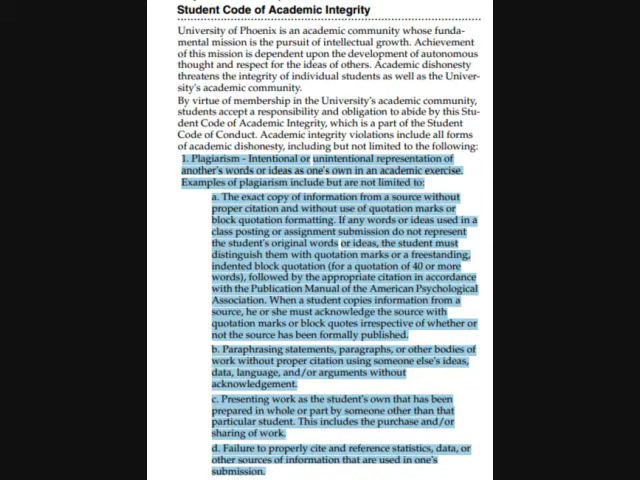 Student Code of Academic Integrity
University of Phoenix is an academic community whose funda-
mental mission is the pursuit of intellectual growth. Achievement
of this mission is dependent upon the development of autonomous
thought and respect for the ideas of others. Academic dishonesty
threatens the integrity of individual students as well as the Univer-
sity's academic community.
By virtue of membership in the University's academic community,
students accept a responsibility and obligation to abide by this Stu-
dent Code of Academic Integrity, which is a part of the Student
Code of Conduct. Academic integrity violations include all forms
of academic dishonesty, including but not limited to the following:
1. Plagiarism - Intentional or unintentional representation of
another's words or ideas as one's own in an academic exercise.
Examples of plagiarism include but are not limited to:
a. The exact copy of information from a source without
proper citation and without use of quotation marks or
block quotation formatting. If any words or ideas used in a
class posting or assignment submission do not represent
the student's original words or ideas, the student must
distinguish them with quotation marks or a freestanding,
indented block quotation (for a quotation of 40 or more
words), followed by the appropriate citation in accordance
with the Publication Manual of the American Psychological
Association. When a student copies information from a
source, he or she must acknowledge the source with
quotation marks or block quotes irrespective of whether or
not the source has been formally published.
b. Paraphrasing statements, paragraphs, or other bodies of
work without proper citation using someone else's ideas,
data, language, and/or arguments without
acknowledgement.
c. Presenting work as the student's own that has been
prepared in whole or part by someone other than that
particular student. This includes the purchase and/or
sharing of work.
d. Failure to properly cite and reference statistics, data, or
other sources of information that are used in one's
submission.